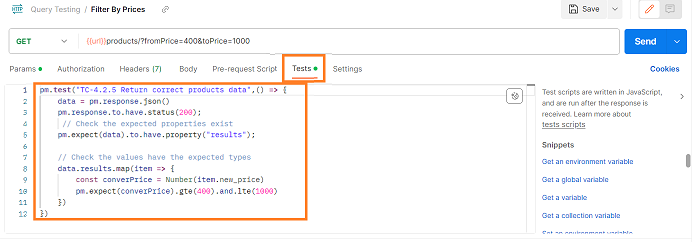 HTTP Query Testing / Filter By Prices Save
GET {{url}}products/?fromPrice=400&toPrice=1000 Send
Params Authorization Headers (7) Body Pre-request Script Tests Settings Cookies
1 pm.test("TC-4.2.5 Return correct products data",() => {
2 data = pm.response.json()
3 pm.response.to.have.status(200);
4 // Check the expected properties exist
5 pm.expect(data).to.have.property("results");
6
7 // Check the values have the expected types
8 data.results.map(item => {
9 const converPrice = Number(item.new_price)
10 pm.expect(converPrice).gte(400).and.lte(1000)
11 })
12 })
Test scripts are written in JavaScript,
and are run after the response is
received. Learn more about
tests scripts
Snippets
Get an environment variable
Get a global variable
Get a variable
Get a collection variable
Set an environment variable